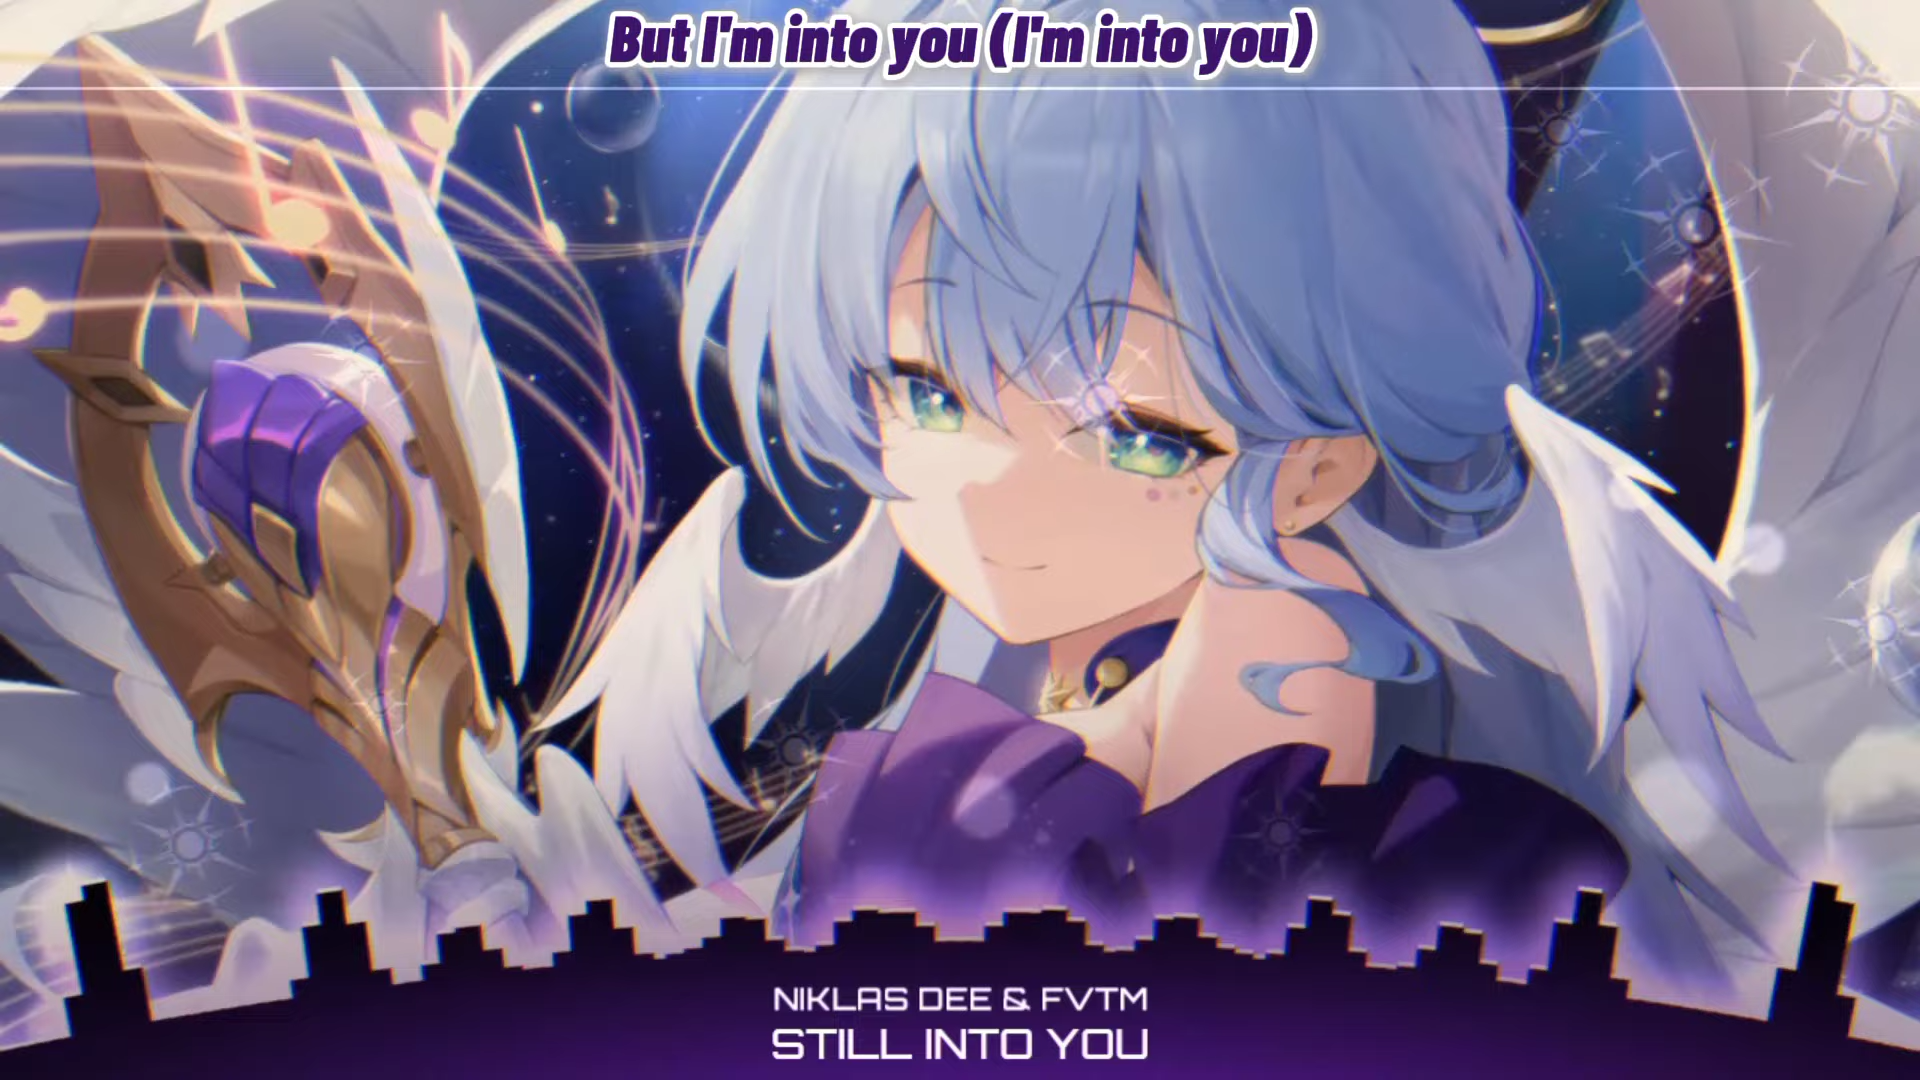 But I'm into you (I'm into you)
NIKLAS DEE & FVTM
STILL INTO YOU